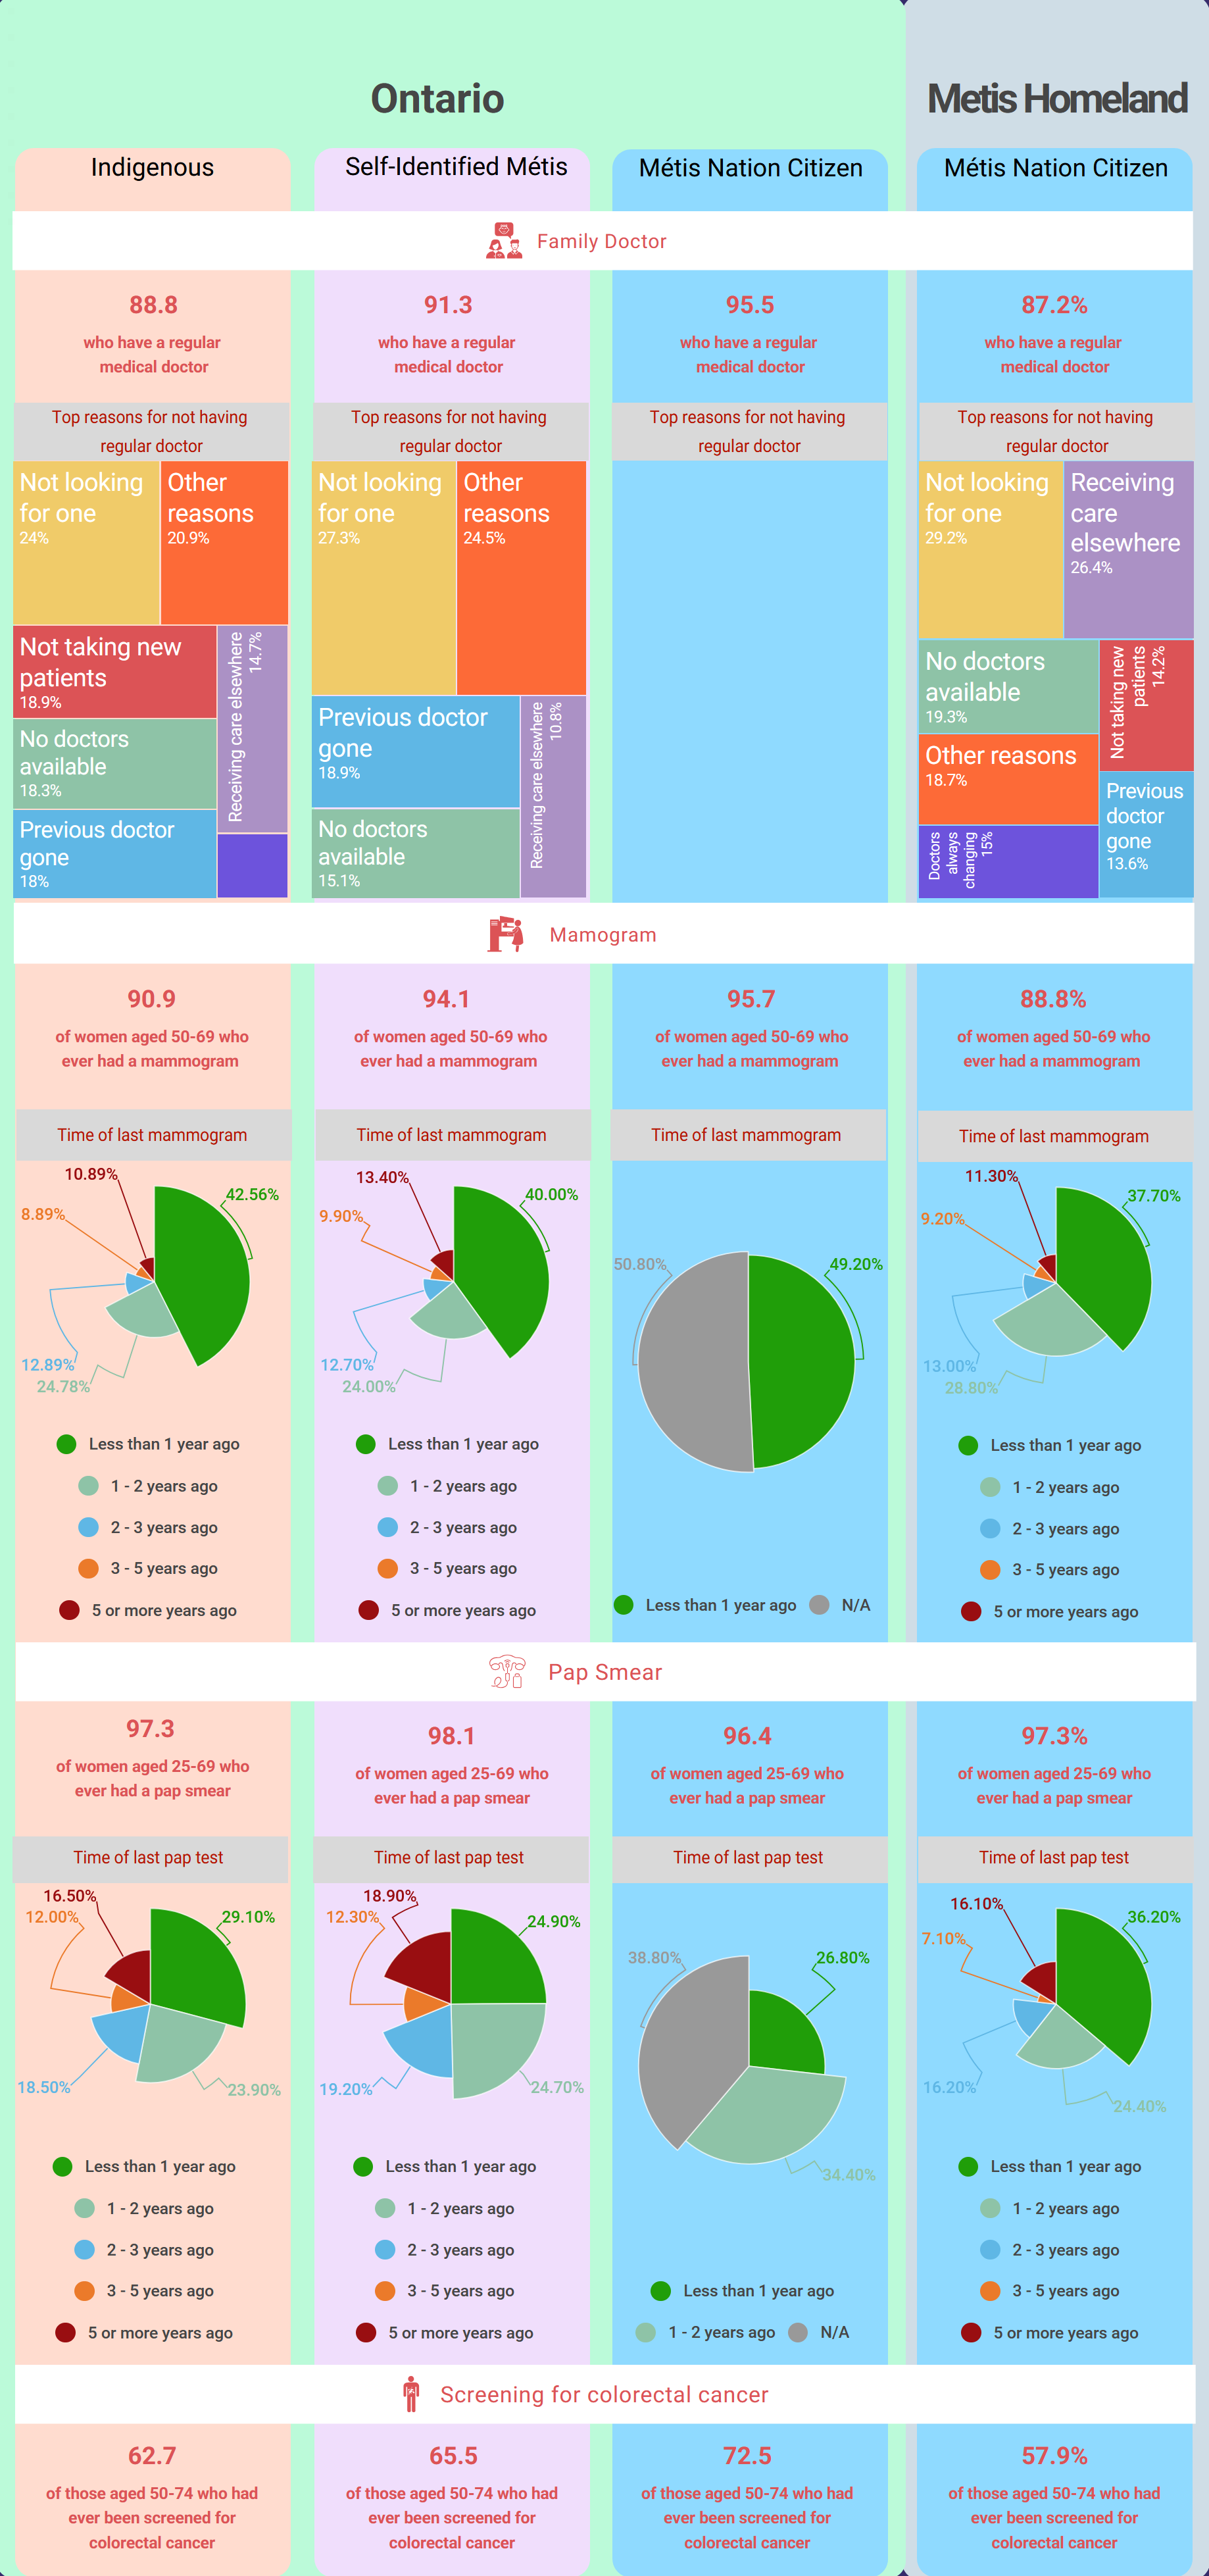 Ontario
Metis Homeland
Indigenous
Self-Identified Métis
Métis Nation Citizen
Métis Nation Citizen
Family Doctor
88.8
who have a regular
medical doctor
91.3
who have a regular
medical doctor
95.5
who have a regular
medical doctor
87.2%
who have a regular
medical doctor
Top reasons for not having
regular doctor
Top reasons for not having
regular doctor
Top reasons for not having
regular doctor
Top reasons for not having
regular doctor
Not looking
for one
24%
Other
reasons
20.9%
Not taking new
patients
18.9%
No doctors
available
18.3%
Previous doctor
gone
18%
Receiving care elsewhere
14.7%
Not looking
for one
27.3%
Other
reasons
24.5%
Previous doctor
gone
18.9%
No doctors
available
15.1%
Receiving care elsewhere
10.8%
Not looking
for one
29.2%
Receiving
care
elsewhere
26.4%
No doctors
available
19.3%
Other reasons
18.7%
Doctors
always
changing
15%
Not taking new
patients
14.2%
Previous
doctor
gone
13.6%
Mamogram
90.9
of women aged 50-69 who
ever had a mammogram
94.1
of women aged 50-69 who
ever had a mammogram
95.7
of women aged 50-69 who
ever had a mammogram
88.8%
of women aged 50-69 who
ever had a mammogram
Time of last mammogram
Time of last mammogram
Time of last mammogram
Time of last mammogram
10.89%
42.56%
8.89%
12.89%
24.78%
Less than 1 year ago
1 - 2 years ago
2 - 3 years ago
3 - 5 years ago
5 or more years ago
13.40%
40.00%
9.90%
12.70%
24.00%
Less than 1 year ago
1 - 2 years ago
2 - 3 years ago
3 - 5 years ago
5 or more years ago
50.80%
49.20%
Less than 1 year ago
N/A
11.30%
37.70%
9.20%
13.00%
28.80%
Less than 1 year ago
1 - 2 years ago
2 - 3 years ago
3 - 5 years ago
5 or more years ago
Pap Smear
97.3
of women aged 25-69 who
ever had a pap smear
98.1
of women aged 25-69 who
ever had a pap smear
96.4
of women aged 25-69 who
ever had a pap smear
97.3%
of women aged 25-69 who
ever had a pap smear
Time of last pap test
Time of last pap test
Time of last pap test
Time of last pap test
16.50%
12.00%
29.10%
18.50%
23.90%
Less than 1 year ago
1 - 2 years ago
2 - 3 years ago
3 - 5 years ago
5 or more years ago
18.90%
12.30%
24.90%
19.20%
24.70%
Less than 1 year ago
1 - 2 years ago
2 - 3 years ago
3 - 5 years ago
5 or more years ago
38.80%
26.80%
34.40%
Less than 1 year ago
1 - 2 years ago
N/A
16.10%
36.20%
7.10%
16.20%
24.40%
Less than 1 year ago
1 - 2 years ago
2 - 3 years ago
3 - 5 years ago
5 or more years ago
Screening for colorectal cancer
62.7
of those aged 50-74 who had
ever been screened for
colorectal cancer
65.5
of those aged 50-74 who had
ever been screened for
colorectal cancer
72.5
of those aged 50-74 who had
ever been screened for
colorectal cancer
57.9%
of those aged 50-74 who had
ever been screened for
colorectal cancer